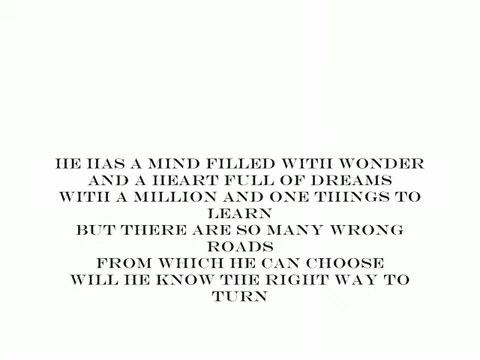 HE HAS A MIND FILLED WITH WONDER
AND A HEART FULL OF DREAMS
WITH A MILLION AND ONE THINGS TO
LEARN
BUT THERE ARE SO MANY WRONG
ROADS
FROM WHICH HE CAN CHOOSE
WILL HE KNOW THE RIGHT WAY TO
TURN